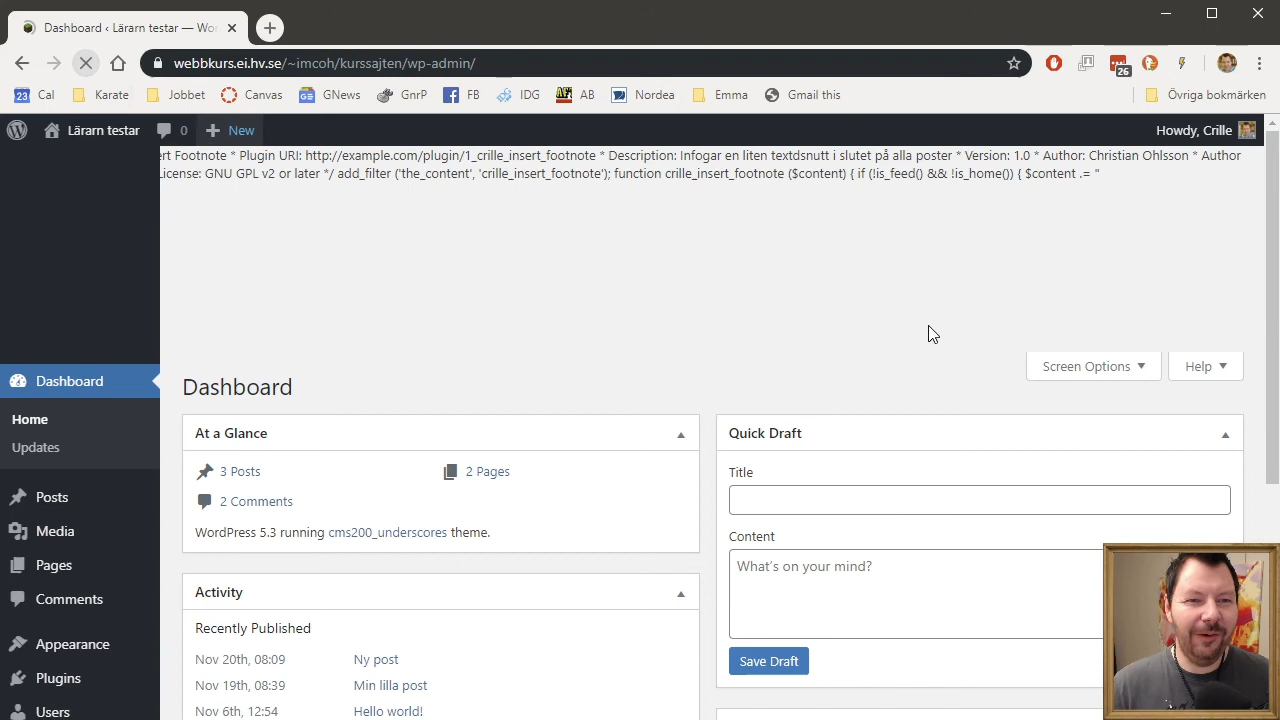 Dashboard ‹ Lärarn testar — Wor
webbkurs.ei.hv.se/~imcoh/kurssajten/wp-admin/
26
23 Cal Karate Jobbet Canvas GNews GnrP FB IDG AB Nordea Emma Gmail this Övriga bokmärken
Lärarn testar 0 New Howdy, Crille
ert Footnote * Plugin URI: http://example.com/plugin/1_crille_insert_footnote * Description: Infogar en liten textdsnutt i slutet på alla poster * Version: 1.0 * Author: Christian Ohlsson * Author
License: GNU GPL v2 or later */ add_filter ('the_content', 'crille_insert_footnote'); function crille_insert_footnote ($content) { if (!is_feed() && !is_home()) { $content .= "
Screen Options Help
Dashboard
Home
Updates
Posts
Media
Pages
Comments
Appearance
Plugins
Users
Dashboard
At a Glance
3 Posts 2 Pages
2 Comments
WordPress 5.3 running cms200_underscores theme.
Activity
Recently Published
Nov 20th, 08:09 Ny post
Nov 19th, 08:39 Min lilla post
Nov 6th, 12:54 Hello world!
Quick Draft
Title
Content
What's on your mind?
Save Draft